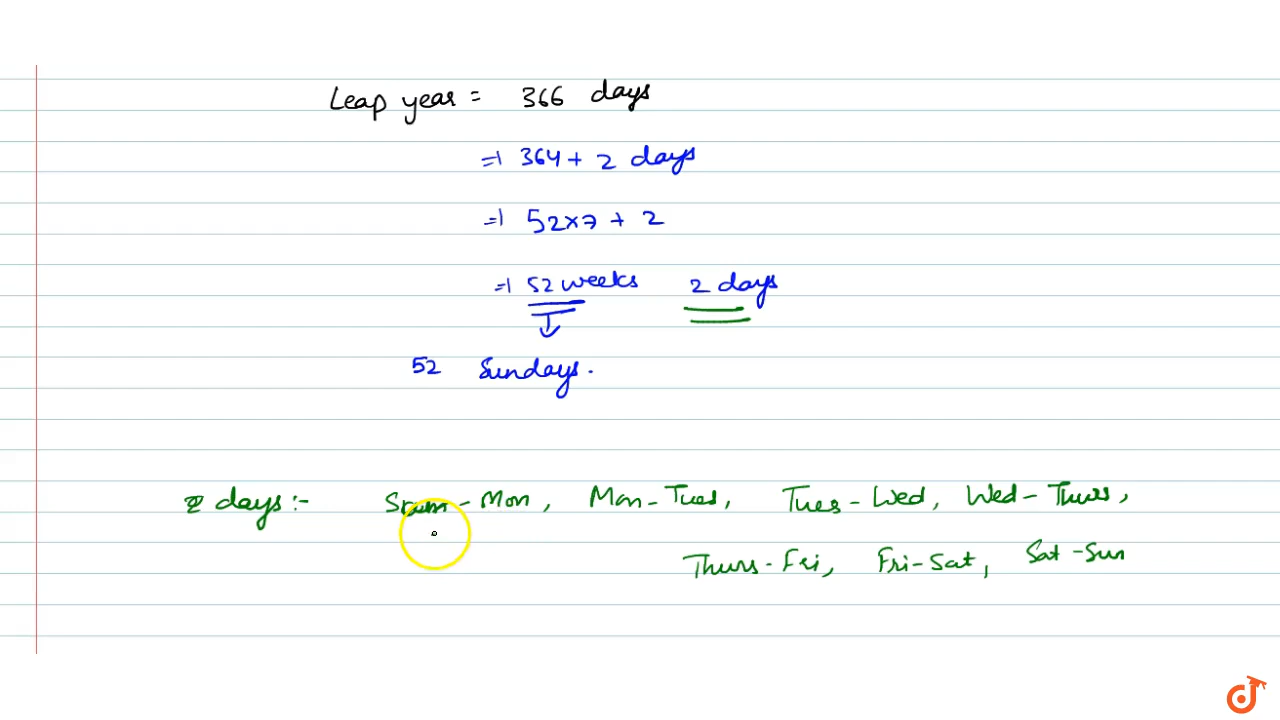 Leap year = 366 days
⇒ 364 + 2 days
⇒ 52×7 + 2
⇒ 52 weeks 2 days
52 Sundays.
2 days:- Sun - Mon, Mon - Tues, Tues - Wed, Wed - Thurs,
Thurs - Fri, Fri - Sat, Sat - Sun